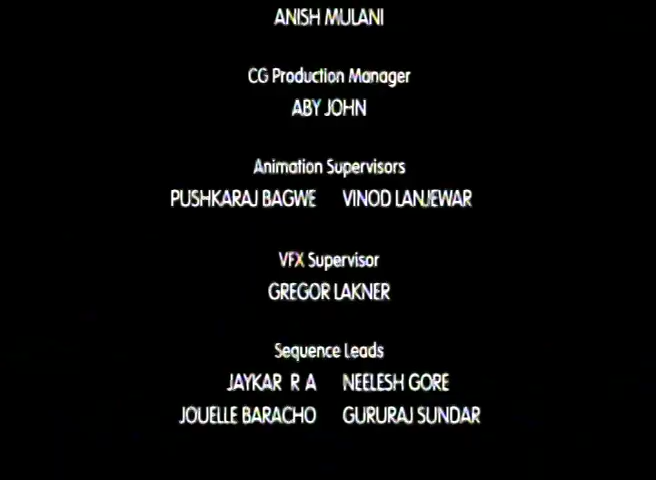 ANISH MULANI
CG Production Manager
ABY JOHN
Animation Supervisors
PUSHKARAJ BAGWE VINOD LANJEWAR
VFX Supervisor
GREGOR LAKNER
Sequence Leads
JAYKAR R A NEELESH GORE
JOUELLE BARACHO GURURAJ SUNDAR